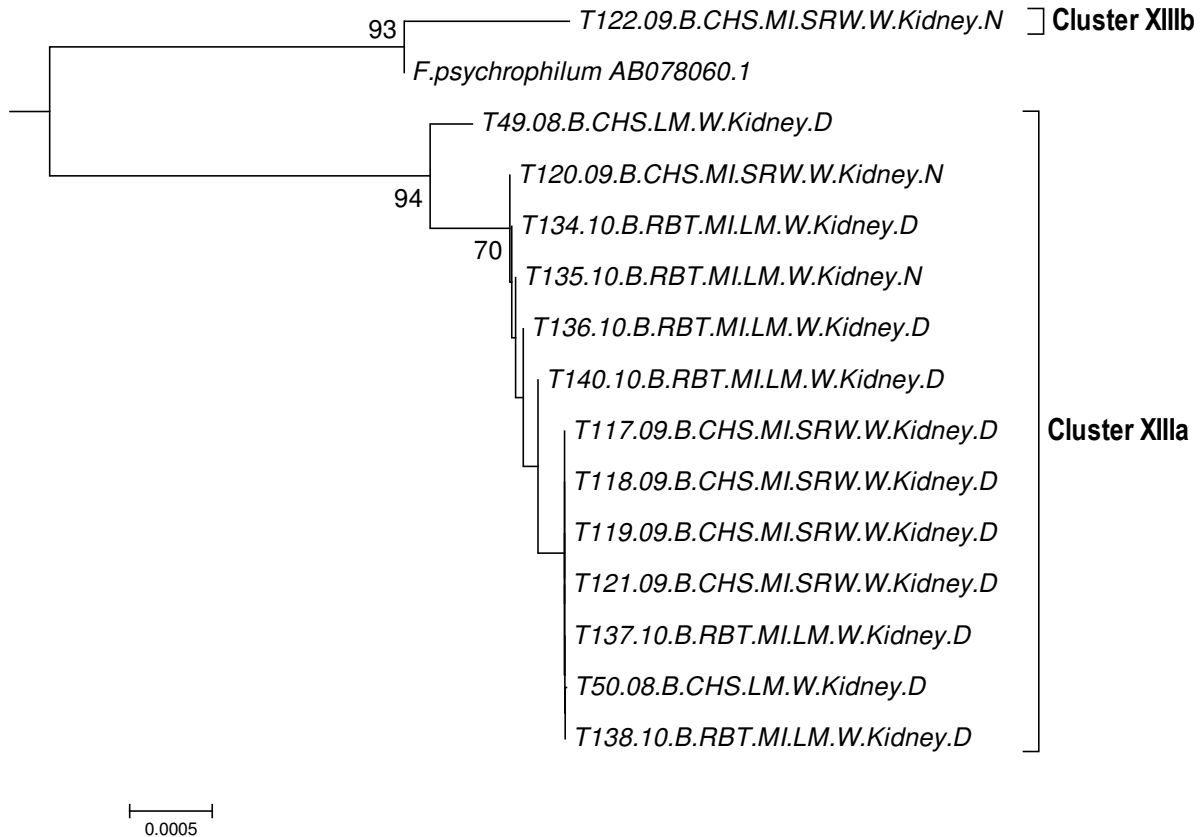 T122.09.B.CHS.MI.SRW.W.Kidney.N
Cluster XIIIb
93
F.psychrophilum AB078060.1
T49.08.B.CHS.LM.W.Kidney.D
T120.09.B.CHS.MI.SRW.W.Kidney.N
94
T134.10.B.RBT.MI.LM.W.Kidney.D
70
T135.10.B.RBT.MI.LM.W.Kidney.N
T136.10.B.RBT.MI.LM.W.Kidney.D
T140.10.B.RBT.MI.LM.W.Kidney.D
T117.09.B.CHS.MI.SRW.W.Kidney.D
Cluster XIIIa
T118.09.B.CHS.MI.SRW.W.Kidney.D
T119.09.B.CHS.MI.SRW.W.Kidney.D
T121.09.B.CHS.MI.SRW.W.Kidney.D
T137.10.B.RBT.MI.LM.W.Kidney.D
T50.08.B.CHS.LM.W.Kidney.D
T138.10.B.RBT.MI.LM.W.Kidney.D
0.0005